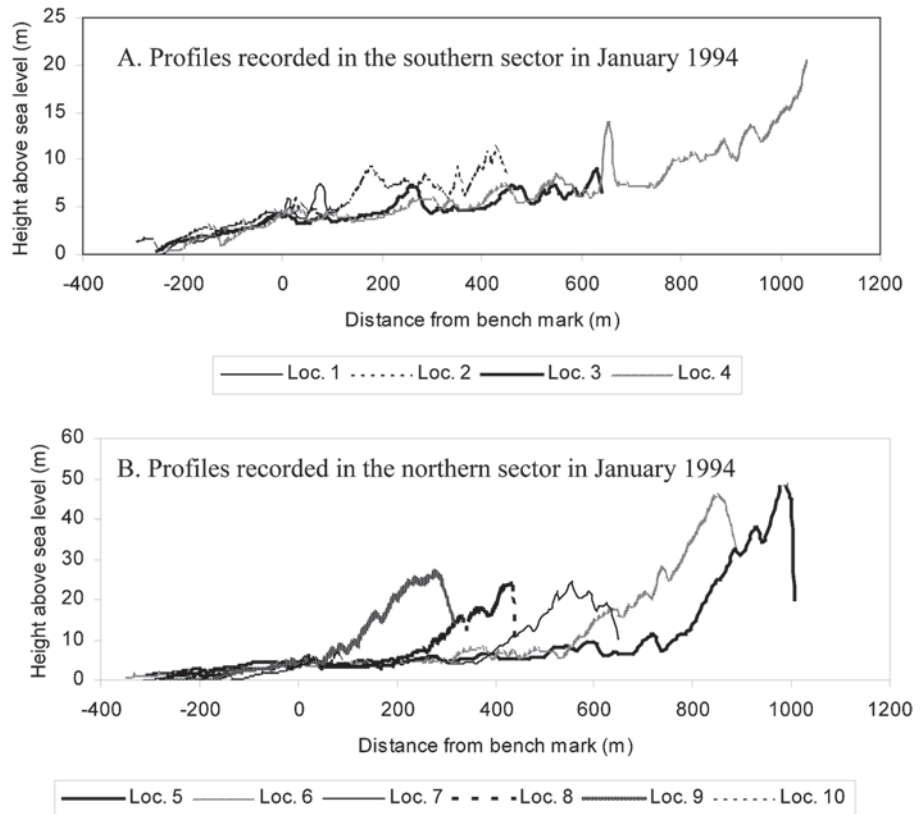 A. Profiles recorded in the southern sector in January 1994
Height above sea level (m)
25
20
15
10
5
0
-400 -200 0 200 400 600 800 1000 1200
Distance from bench mark (m)
Loc. 1 Loc. 2 Loc. 3 Loc. 4
B. Profiles recorded in the northern sector in January 1994
Height above sea level (m)
60
50
40
30
20
10
0
-400 -200 0 200 400 600 800 1000 1200
Distance from bench mark (m)
Loc. 5 Loc. 6 Loc. 7 Loc. 8 Loc. 9 Loc. 10